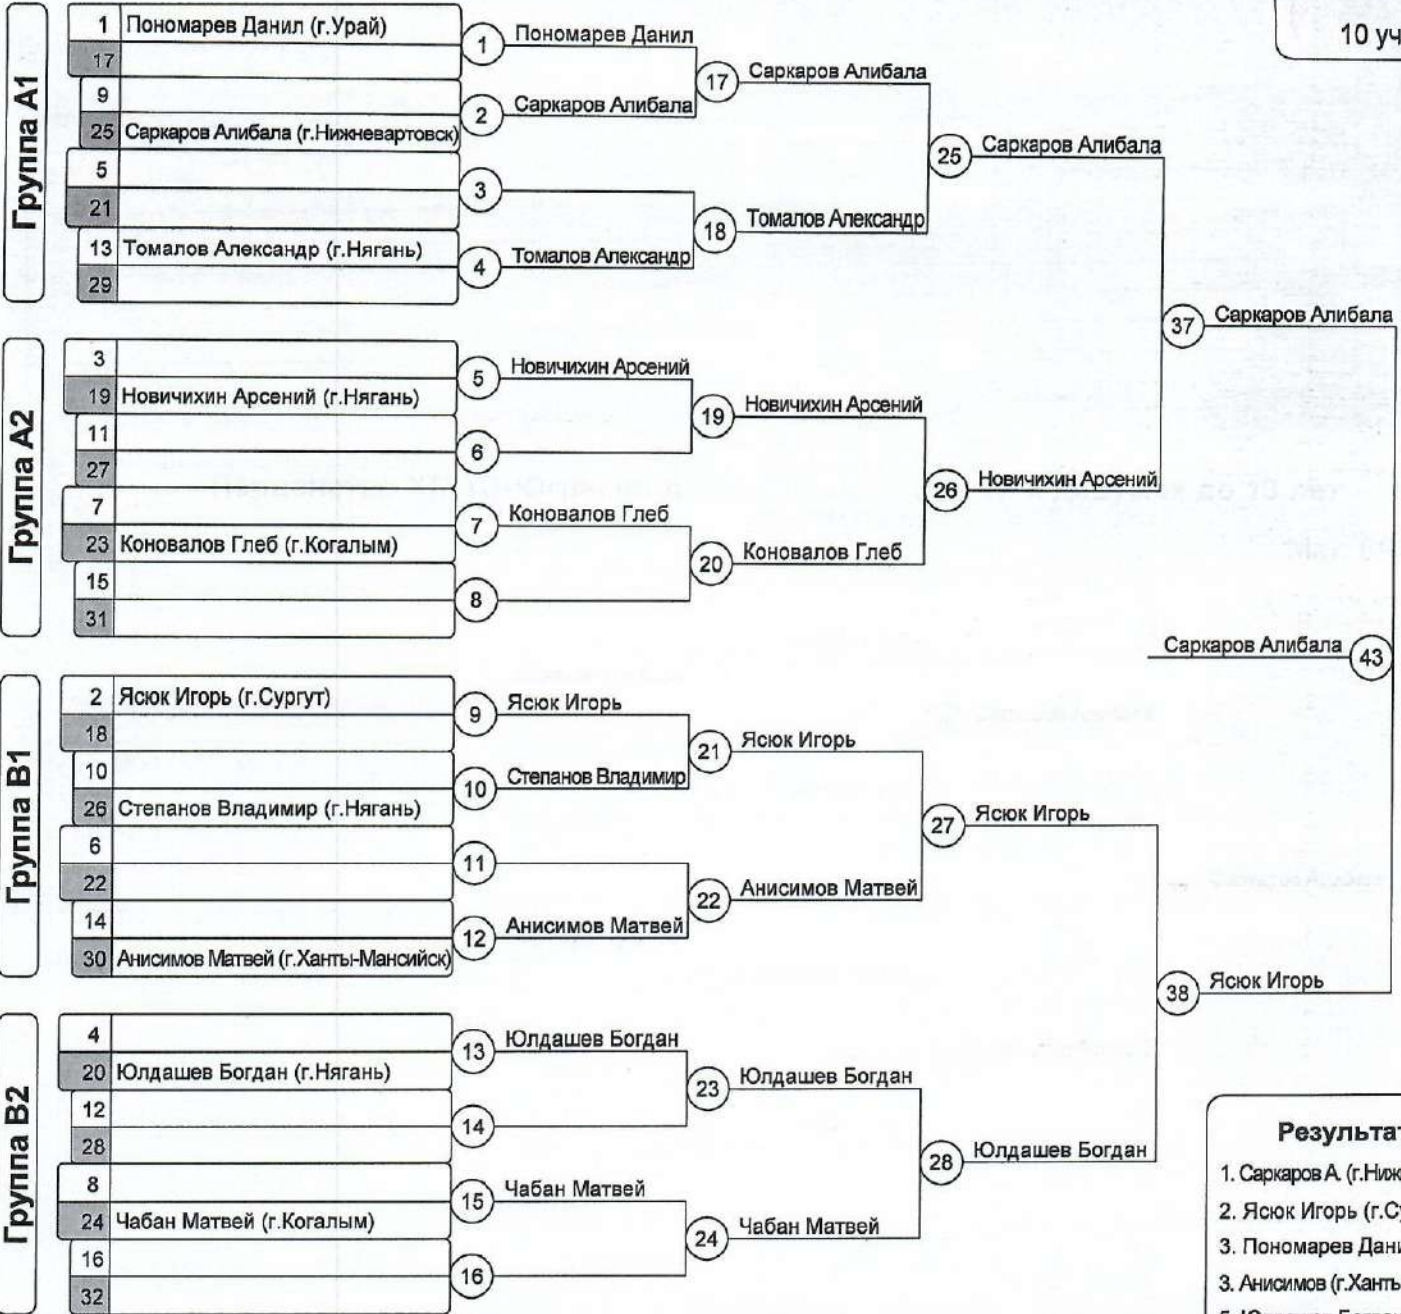 10 уч
Группа A1
1 Пономарев Данил (г.Урай)
17
9
25 Саркаров Алибала (г.Нижневартовск)
5
21
13 Томалов Александр (г.Нягань)
29
1 Пономарев Данил
2 Саркаров Алибала
3
4 Томалов Александр
17 Саркаров Алибала
18 Томалов Александр
25 Саркаров Алибала
Группа A2
3
19 Новичихин Арсений (г.Нягань)
11
27
7
23 Коновалов Глеб (г.Когалым)
15
31
5 Новичихин Арсений
6
7 Коновалов Глеб
8
19 Новичихин Арсений
20 Коновалов Глеб
26 Новичихин Арсений
37 Саркаров Алибала
Саркаров Алибала 43
Группа B1
2 Ясюк Игорь (г.Сургут)
18
10
26 Степанов Владимир (г.Нягань)
6
22
14
30 Анисимов Матвей (г.Ханты-Мансийск)
9 Ясюк Игорь
10 Степанов Владимир
11
12 Анисимов Матвей
21 Ясюк Игорь
22 Анисимов Матвей
27 Ясюк Игорь
Группа B2
4
20 Юлдашев Богдан (г.Нягань)
12
28
8
24 Чабан Матвей (г.Когалым)
16
32
13 Юлдашев Богдан
14
15 Чабан Матвей
16
23 Юлдашев Богдан
24 Чабан Матвей
28 Юлдашев Богдан
38 Ясюк Игорь
Результат
1. Саркаров А. (г.Ниж
2. Ясюк Игорь (г.Су
3. Пономарев Дани
3. Анисимов (г.Ханты